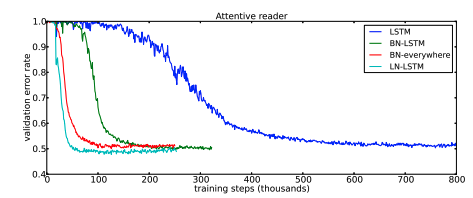 Attentive reader
validation error rate
1.0
0.9
0.8
0.7
0.6
0.5
0.4
LSTM
BN-LSTM
BN-everywhere
LN-LSTM
0 100 200 300 400 500 600 700 800
training steps (thousands)